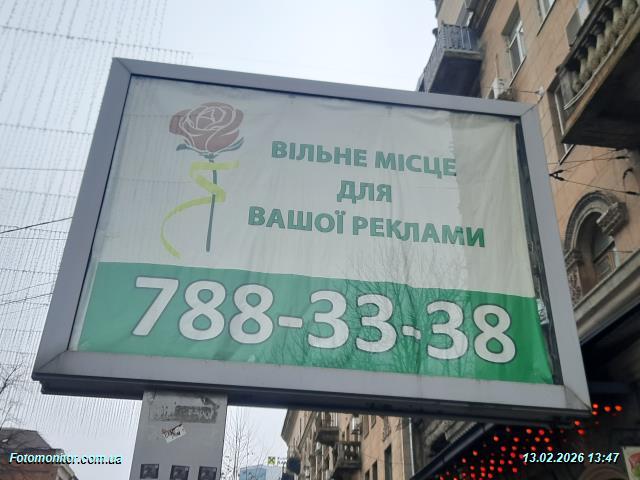 ВІЛЬНЕ МІСЦЕ
ДЛЯ
ВАШОЇ РЕКЛАМИ
788-33-38
Fotomonitor.com.ua
13.02.2026 13:47